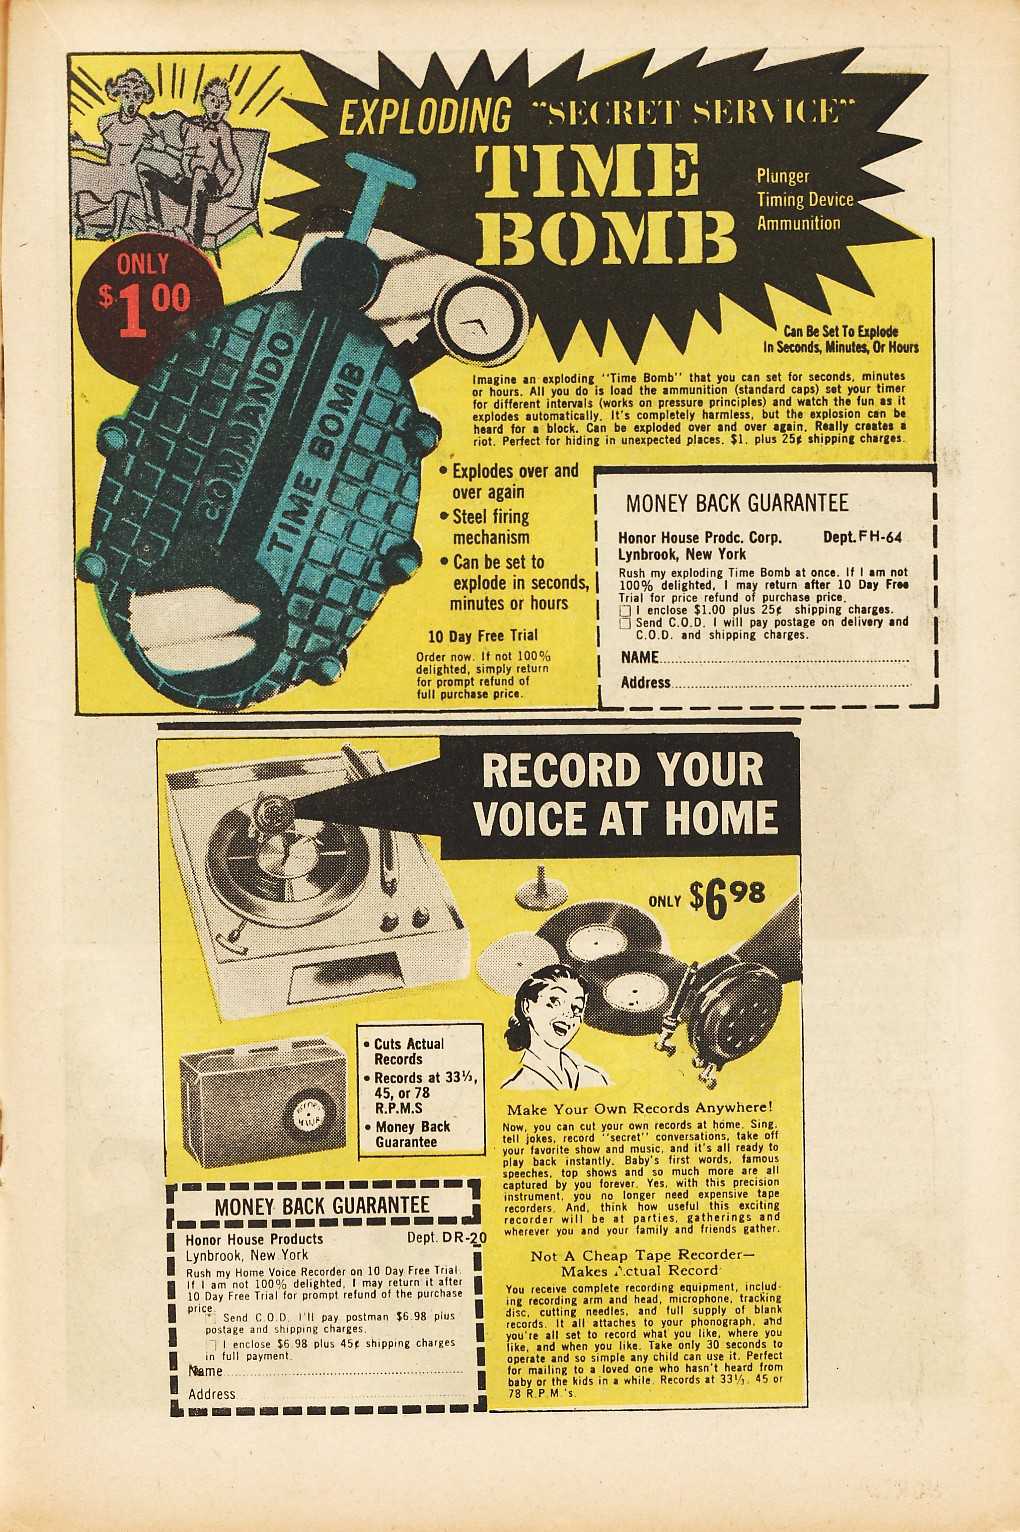 EXPLODING "SECRET SERVICE"
TIME
BOMB
Plunger
Timing Device
Ammunition
ONLY
$1.00
COMMANDO
TIME BOMB
Can Be Set To Explode
In Seconds, Minutes, Or Hours
Imagine an exploding "Time Bomb" that you can set for seconds, minutes
or hours. All you do is load the ammunition (standard caps) set your timer
for different intervals (works on pressure principles) and watch the fun as it
explodes automatically. It's completely harmless, but the explosion can be
heard for a block. Can be exploded over and over again. Really creates a
riot. Perfect for hiding in unexpected places. $1. plus 25¢ shipping charges.
• Explodes over and
over again
• Steel firing
mechanism
• Can be set to
explode in seconds,
minutes or hours
10 Day Free Trial
Order now. If not 100%
delighted, simply return
for prompt refund of
full purchase price.
MONEY BACK GUARANTEE
Honor House Prodc. Corp. Dept. FH-64
Lynbrook, New York
Rush my exploding Time Bomb at once. If I am not
100% delighted, I may return after 10 Day Free
Trial for price refund of purchase price.
□ I enclose $1.00 plus 25¢ shipping charges.
□ Send C.O.D. I will pay postage on delivery and
C.O.D. and shipping charges.
NAME
Address
RECORD YOUR
VOICE AT HOME
ONLY $6.98
• Cuts Actual
Records
• Records at 33⅓,
45, or 78
R.P.M.S
• Money Back
Guarantee
Make Your Own Records Anywhere!
Now, you can cut your own records at home. Sing,
tell jokes, record "secret" conversations, take off
your favorite show and music, and it's all ready to
play back instantly. Baby's first words, famous
speeches, top shows and so much more are all
captured by you forever. Yes, with this precision
instrument, you no longer need expensive tape
recorders. And, think how useful this exciting
recorder will be at parties, gatherings and
wherever you and your family and friends gather.
Not A Cheap Tape Recorder—
Makes Actual Record
You receive complete recording equipment, includ-
ing recording arm and head, microphone, tracking
disc, cutting needles, and full supply of blank
records. It all attaches to your phonograph, and
you're all set to record what you like, where you
like, and when you like. Take only 30 seconds to
operate and so simple any child can use it. Perfect
for mailing to a loved one who hasn't heard from
baby or the kids in a while. Records at 33⅓, 45 or
78 R.P.M.'s.
MONEY BACK GUARANTEE
Honor House Products Dept. DR-20
Lynbrook, New York
Rush my Home Voice Recorder on 10 Day Free Trial.
If I am not 100% delighted, I may return it after
10 Day Free Trial for prompt refund of the purchase
price.
□ Send C.O.D. I'll pay postman $6.98 plus
postage and shipping charges.
□ I enclose $6.98 plus 45¢ shipping charges
in full payment.
Name
Address